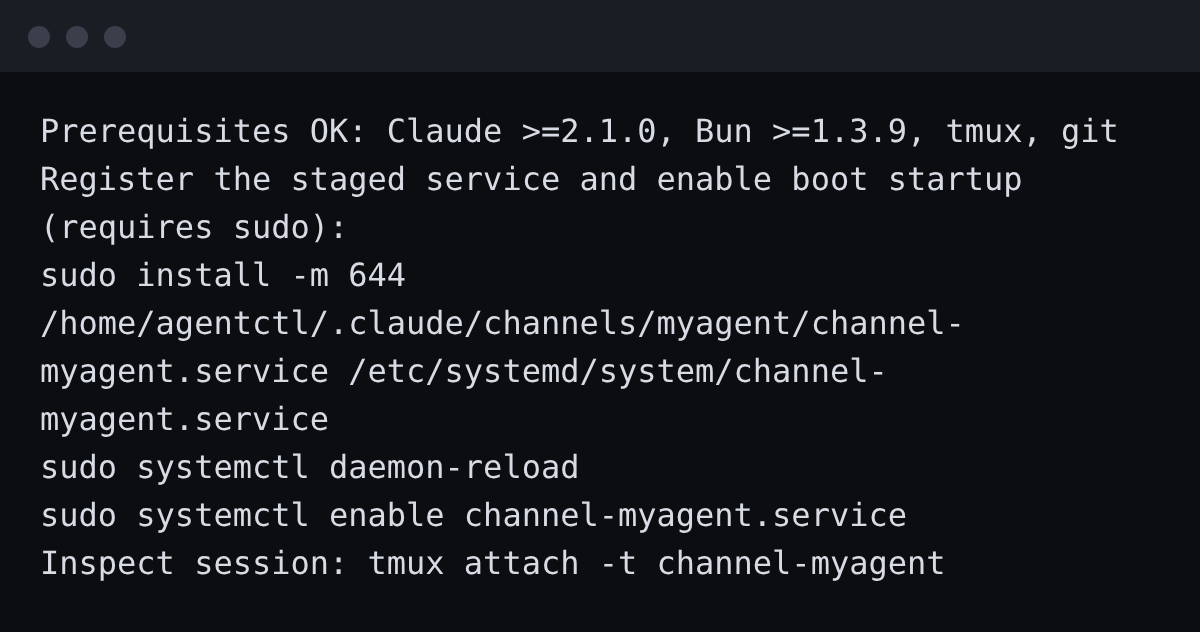 Prerequisites OK: Claude >=2.1.0, Bun >=1.3.9, tmux, git
Register the staged service and enable boot startup
(requires sudo):
sudo install -m 644
/home/agentctl/.claude/channels/myagent/channel-
myagent.service /etc/systemd/system/channel-
myagent.service
sudo systemctl daemon-reload
sudo systemctl enable channel-myagent.service
Inspect session: tmux attach -t channel-myagent